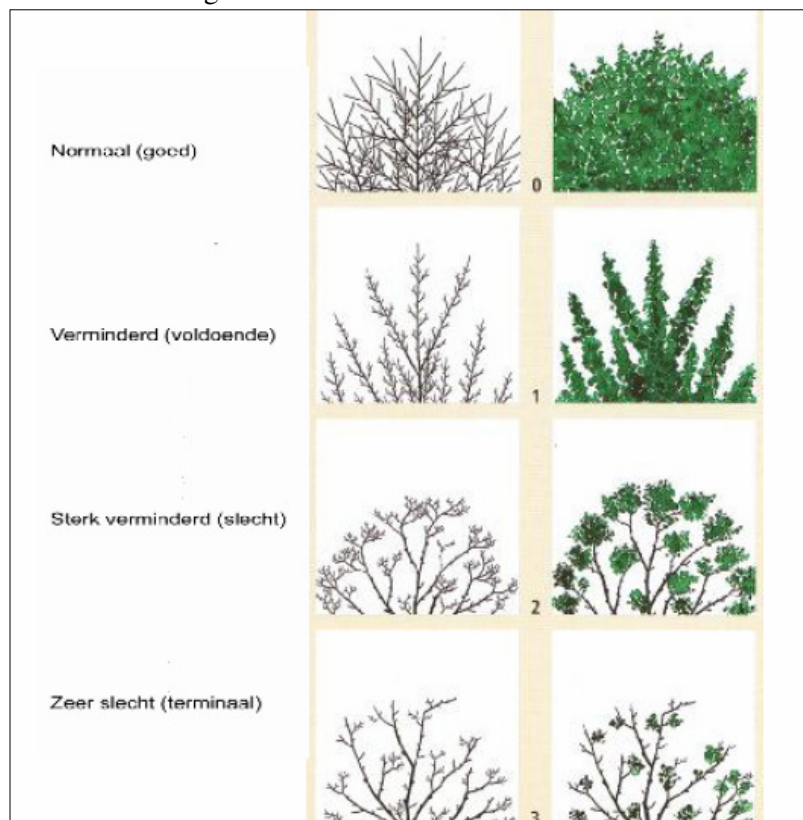 Normaal (goed)
0
Verminderd (voldoende)
1
Sterk verminderd (slecht)
2
Zeer slecht (terminaal)
3